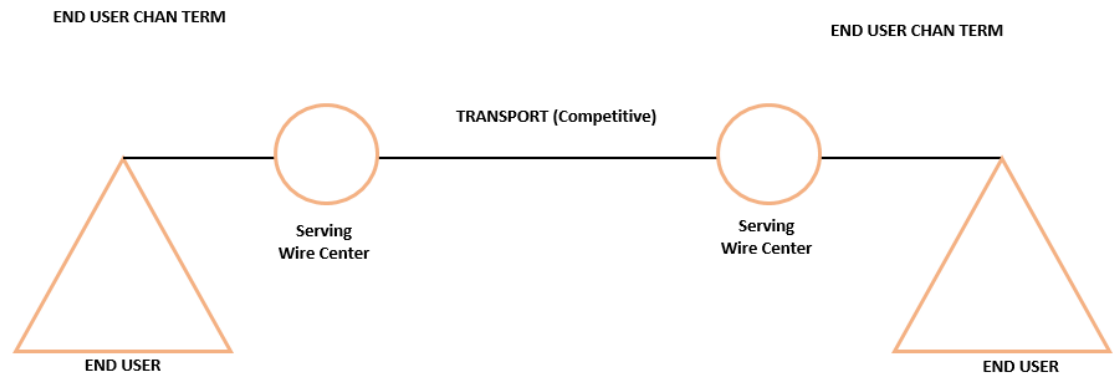 END USER CHAN TERM
END USER CHAN TERM
TRANSPORT (Competitive)
Serving
Wire Center
Serving
Wire Center
END USER
END USER